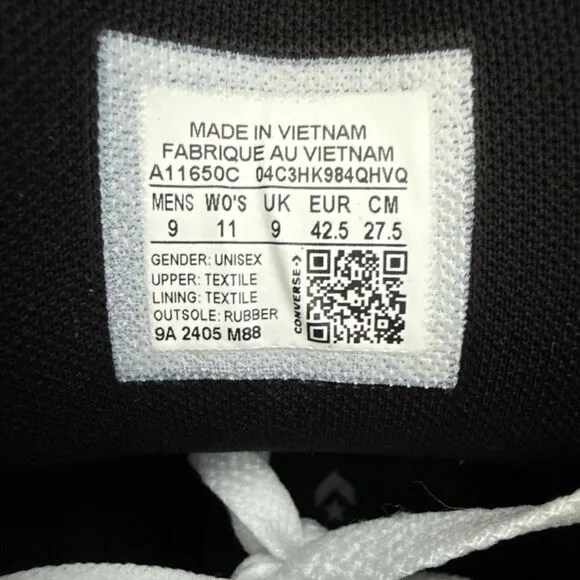 MADE IN VIETNAM
FABRIQUE AU VIETNAM
A11650C 04C3HK984QHVQ
MENS WO'S UK EUR CM
9 11 9 42.5 27.5
GENDER: UNISEX
UPPER: TEXTILE
LINING: TEXTILE
OUTSOLE: RUBBER
9A 2405 M88
CONVERSE